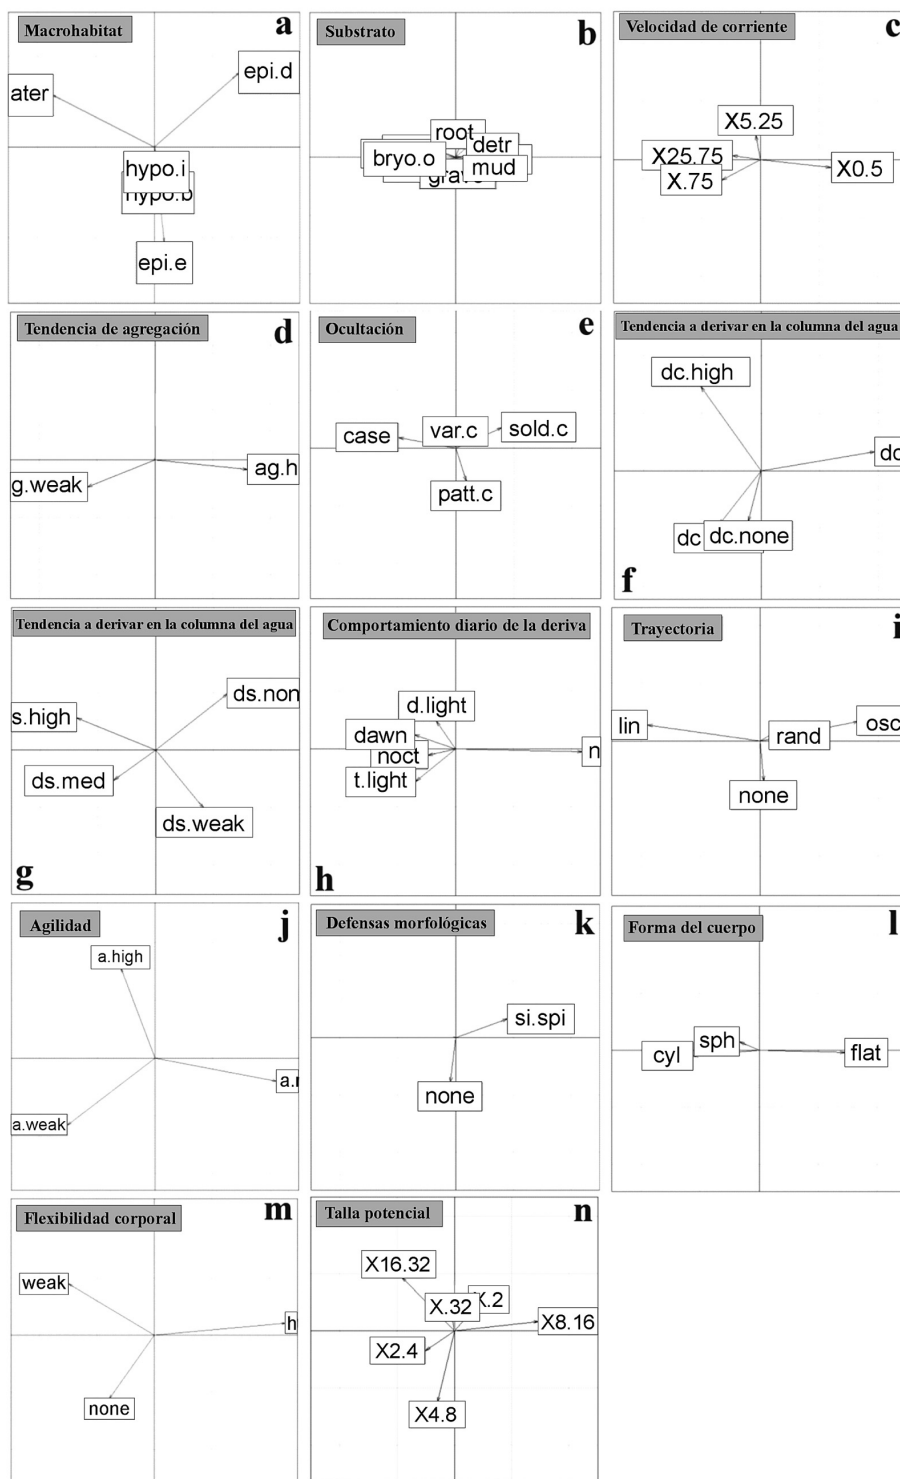 Macrohabitat a
ater
epi.d
hypo.i
hypo.b
epi.e
Substrato b
root
detr
bryo.o
mud
Velocidad de corriente c
X5.25
X25.75
X0.5
X.75
Tendencia de agregación d
g.weak
ag.h
Ocultación e
case
var.c
sold.c
patt.c
Tendencia a derivar en la columna del agua
dc.high
dc
dc
dc.none
f
Tendencia a derivar en la columna del agua
s.high
ds.non
ds.med
ds.weak
g
Comportamiento diario de la deriva
d.light
dawn
noct
n
t.light
h
Trayectoria i
lin
rand
osc
none
Agilidad j
a.high
a.weak
Defensas morfológicas k
si.spi
none
Forma del cuerpo l
sph
cyl
flat
Flexibilidad corporal m
weak
none
Talla potencial n
X16.32
X.32
X.2
X8.16
X2.4
X4.8